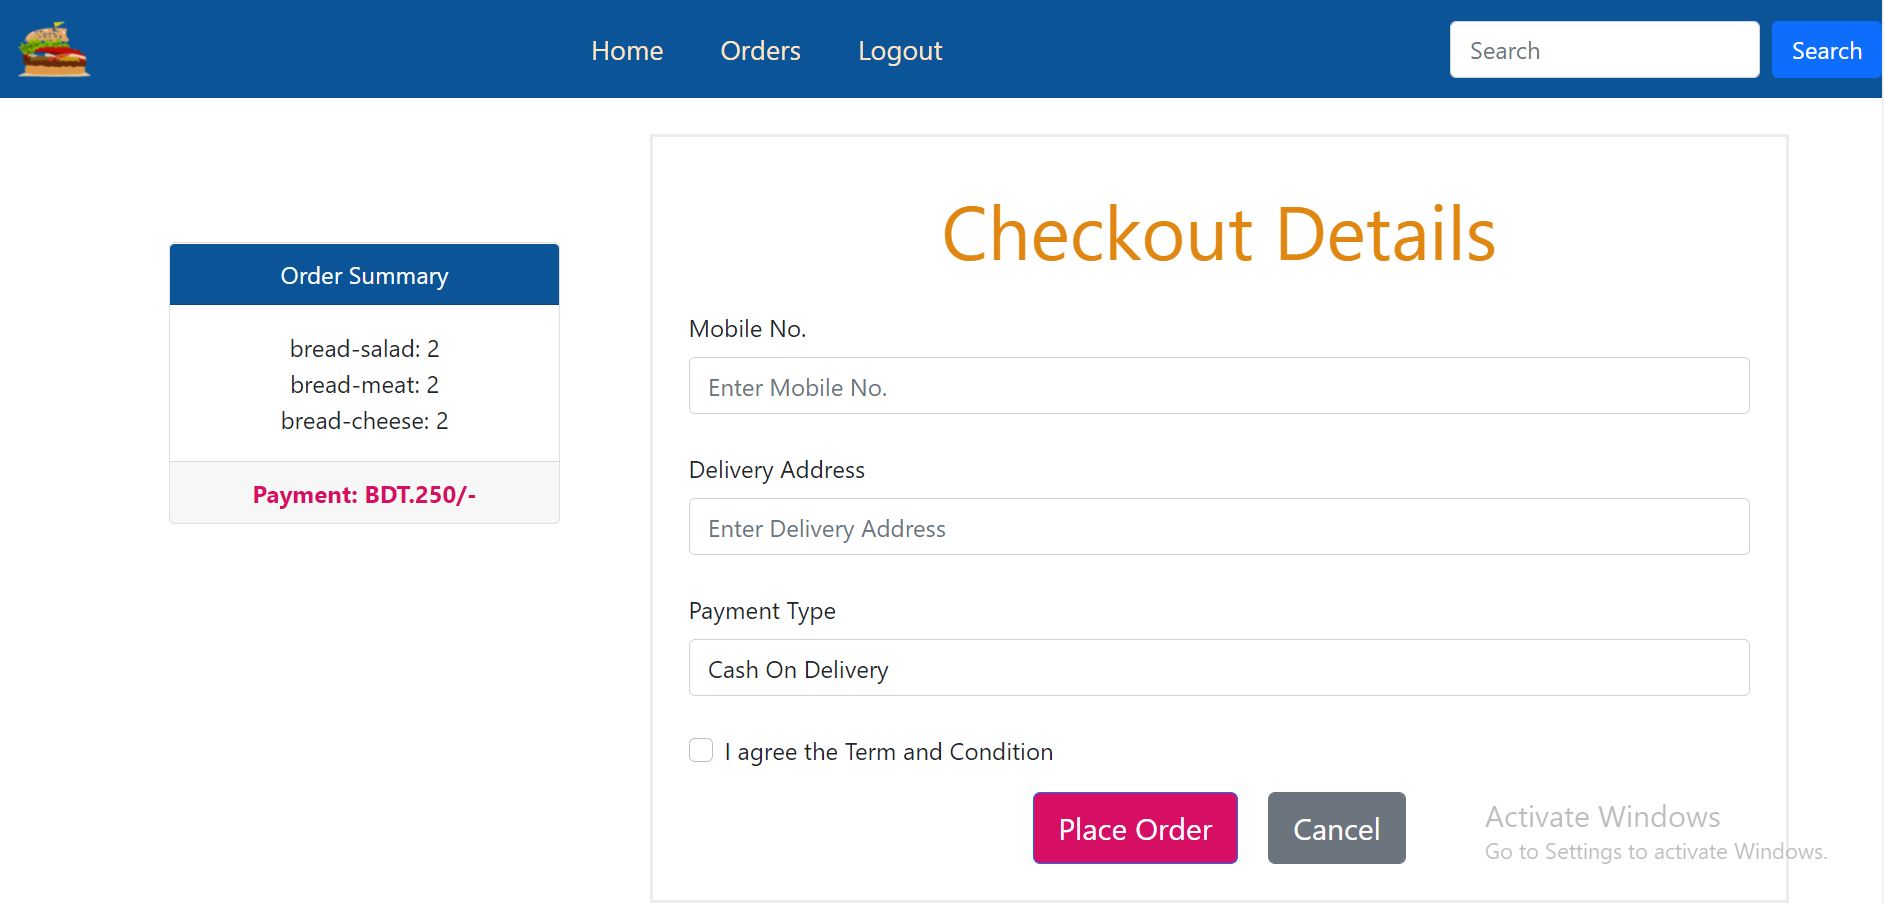 Home Orders Logout Search Search
Order Summary
bread-salad: 2
bread-meat: 2
bread-cheese: 2
Payment: BDT.250/-
Checkout Details
Mobile No.
Enter Mobile No.
Delivery Address
Enter Delivery Address
Payment Type
Cash On Delivery
I agree the Term and Condition
Place Order Cancel
Activate Windows
Go to Settings to activate Windows.